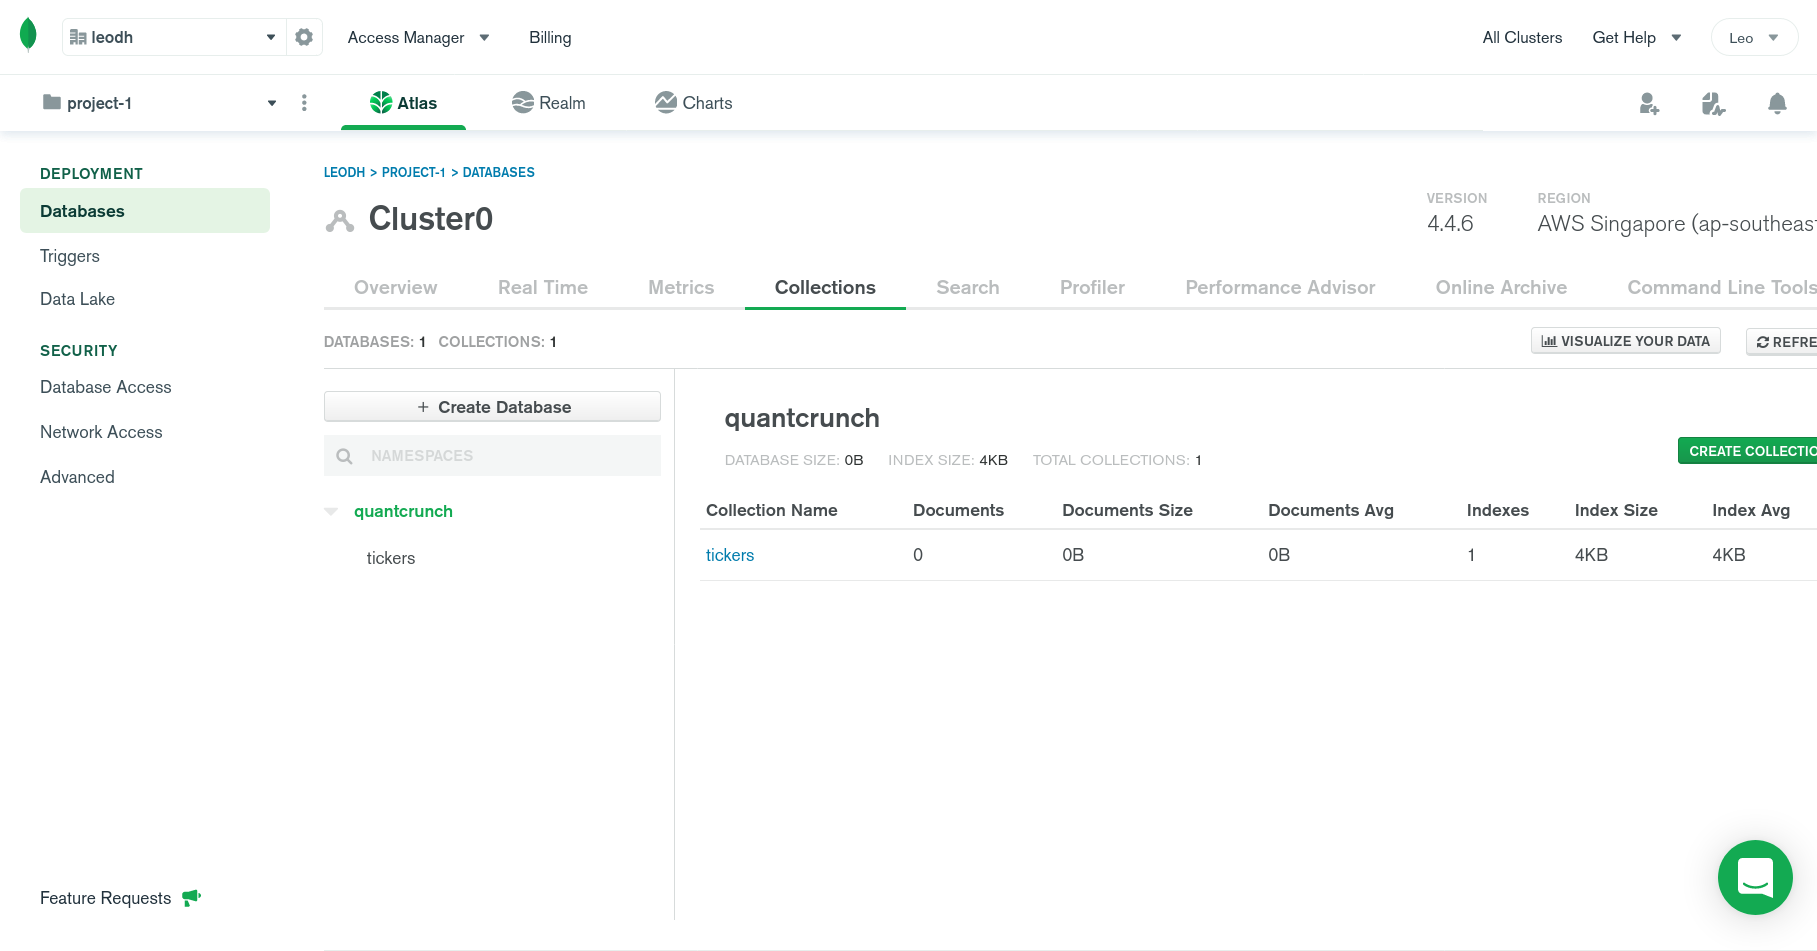 leodh
Access Manager
Billing
All Clusters
Get Help
Leo
project-1
Atlas
Realm
Charts
DEPLOYMENT
Databases
Triggers
Data Lake
SECURITY
Database Access
Network Access
Advanced
Feature Requests
LEODH > PROJECT-1 > DATABASES
Cluster0
VERSION
4.4.6
REGION
AWS Singapore (ap-southeast
Overview
Real Time
Metrics
Collections
Search
Profiler
Performance Advisor
Online Archive
Command Line Tools
DATABASES: 1 COLLECTIONS: 1
VISUALIZE YOUR DATA
REFRE
+ Create Database
NAMESPACES
quantcrunch
tickers
quantcrunch
DATABASE SIZE: 0B INDEX SIZE: 4KB TOTAL COLLECTIONS: 1
CREATE COLLECTIO
Collection Name Documents Documents Size Documents Avg Indexes Index Size Index Avg
tickers 0 0B 0B 1 4KB 4KB